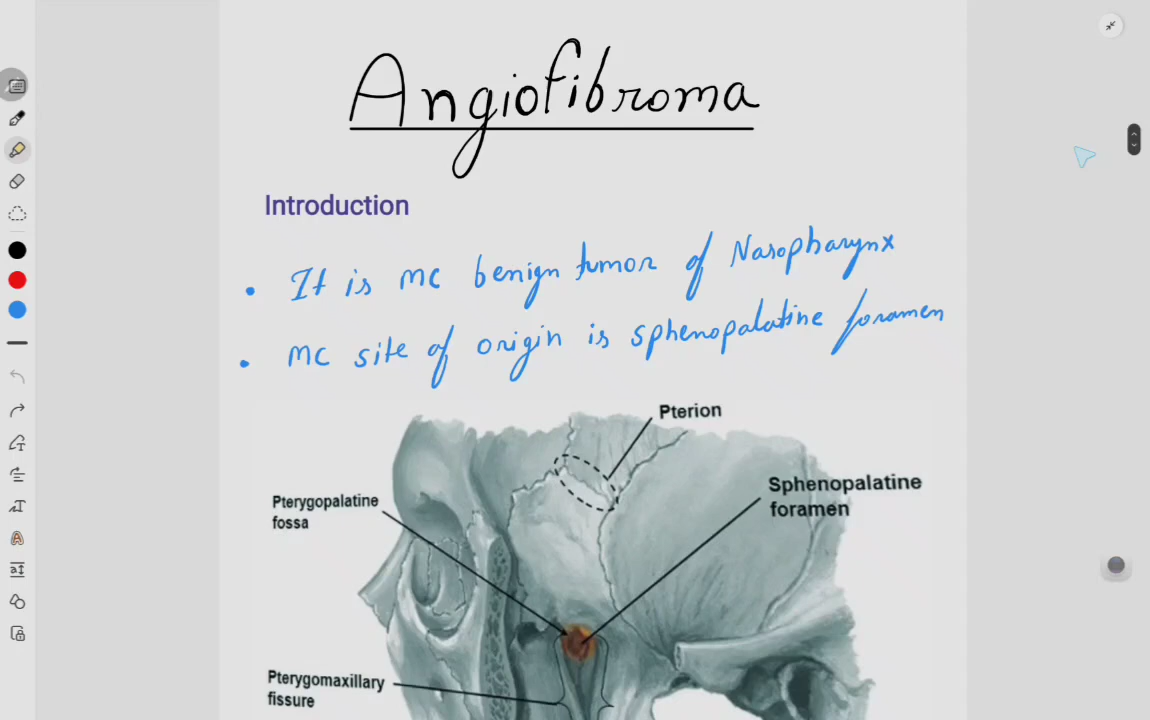 Angiofibroma
Introduction
• It is MC benign tumor of Nasopharynx
• MC site of origin is sphenopalatine foramen
Pterion
Sphenopalatine
foramen
Pterygopalatine
fossa
Pterygomaxillary
fissure